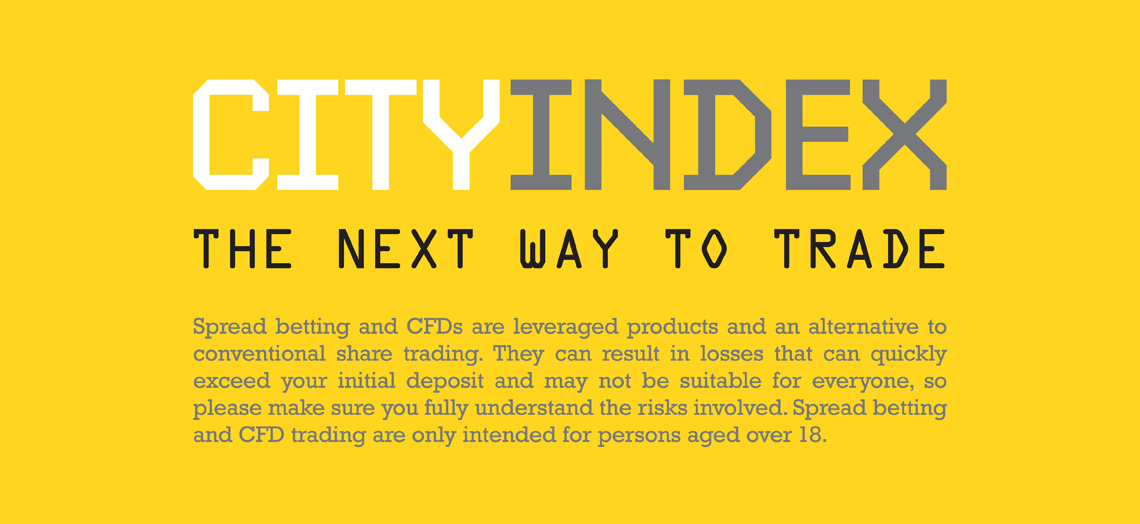 CITYINDEX
THE NEXT WAY TO TRADE
Spread betting and CFDs are leveraged products and an alternative to
conventional share trading. They can result in losses that can quickly
exceed your initial deposit and may not be suitable for everyone, so
please make sure you fully understand the risks involved. Spread betting
and CFD trading are only intended for persons aged over 18.